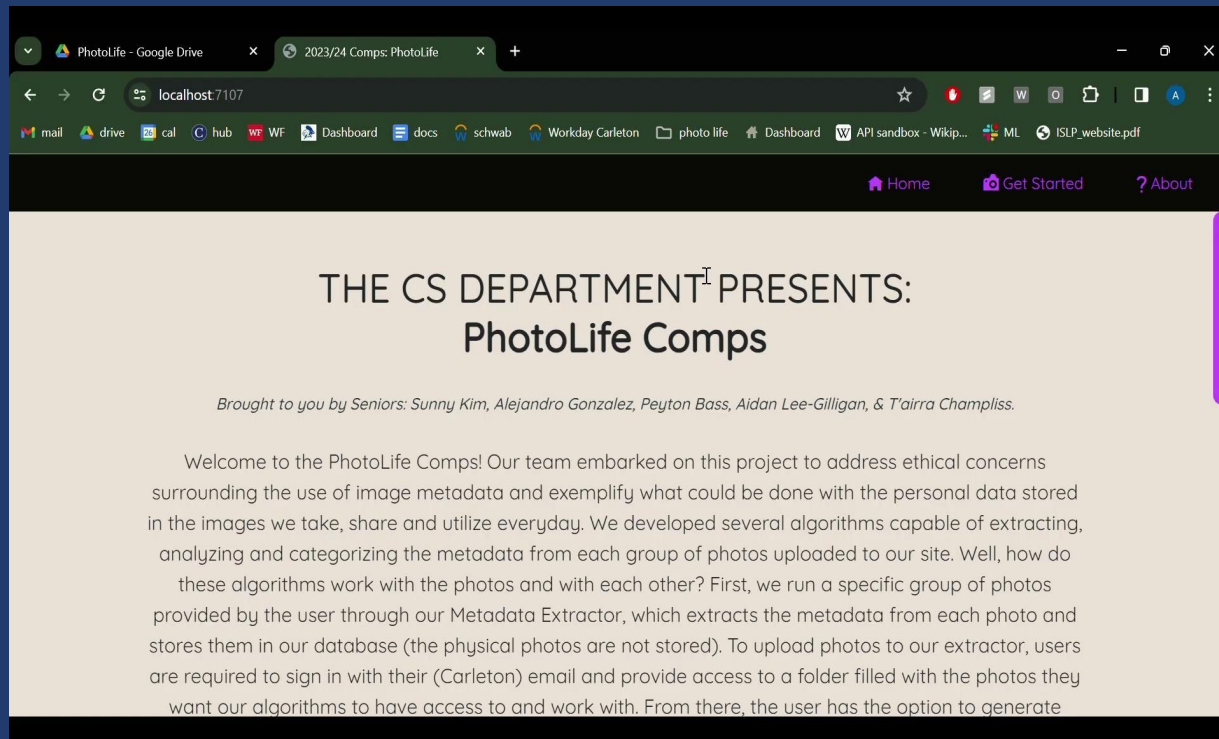 PhotoLife - Google Drive
2023/24 Comps: PhotoLife
localhost:7107
W O A
mail drive 26 cal C hub WF WF Dashboard docs schwab Workday Carleton photo life Dashboard W API sandbox - Wikip... ML ISLP_website.pdf
Home Get Started ? About
THE CS DEPARTMENT PRESENTS:
PhotoLife Comps
Brought to you by Seniors: Sunny Kim, Alejandro Gonzalez, Peyton Bass, Aidan Lee-Gilligan, & T'airra Champliss.
Welcome to the PhotoLife Comps! Our team embarked on this project to address ethical concerns
surrounding the use of image metadata and exemplify what could be done with the personal data stored
in the images we take, share and utilize everyday. We developed several algorithms capable of extracting,
analyzing and categorizing the metadata from each group of photos uploaded to our site. Well, how do
these algorithms work with the photos and with each other? First, we run a specific group of photos
provided by the user through our Metadata Extractor, which extracts the metadata from each photo and
stores them in our database (the physical photos are not stored). To upload photos to our extractor, users
are required to sign in with their (Carleton) email and provide access to a folder filled with the photos they
want our algorithms to have access to and work with. From there, the user has the option to generate